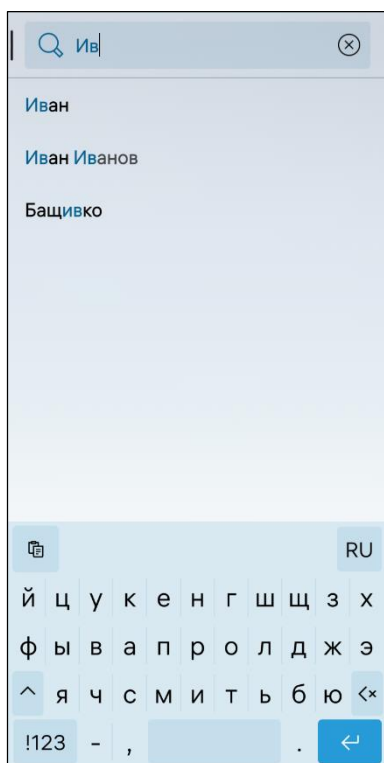 Ив
Иван
Иван Иванов
Бащивко
RU
й ц у к е н г ш щ з х
ф ы в а п р о л д ж э
я ч с м и т ь б ю
!123 - , .